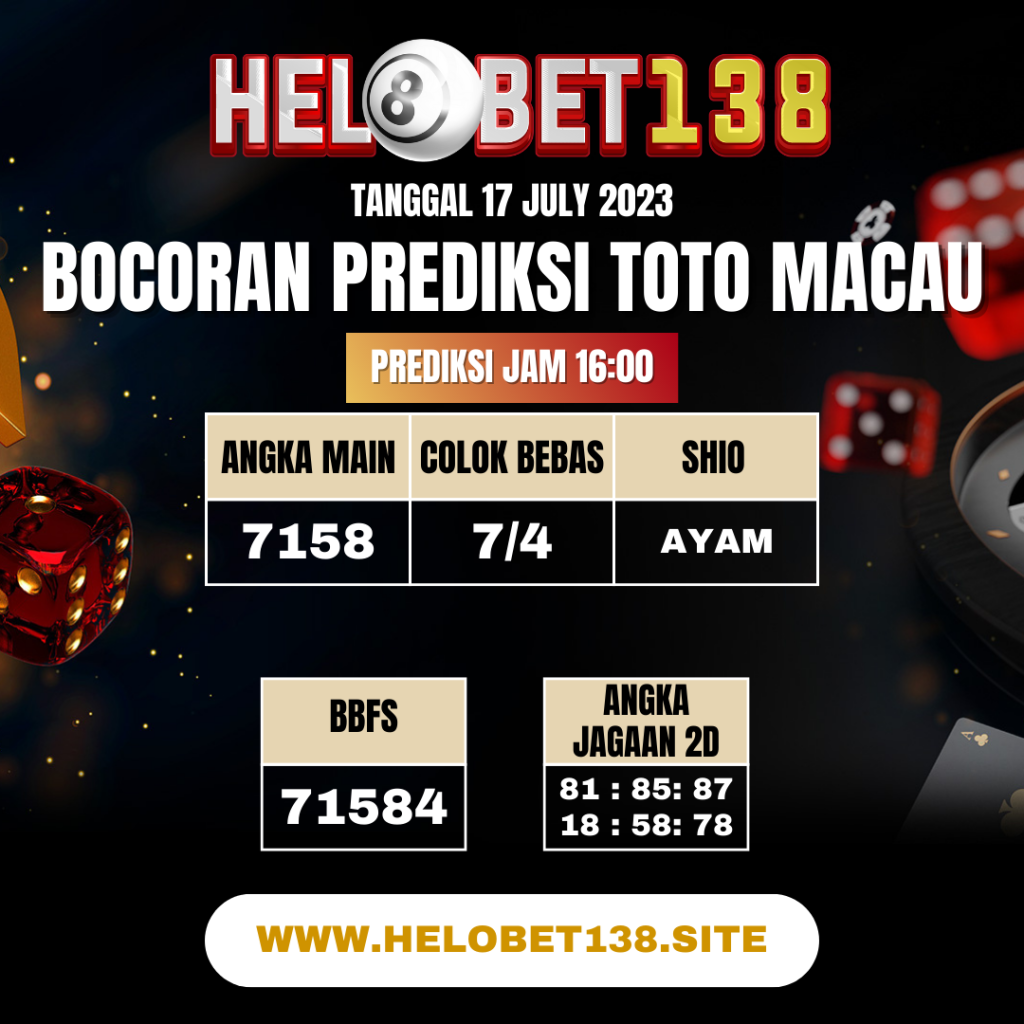 HELOBET138
TANGGAL 17 JULY 2023
BOCORAN PREDIKSI TOTO MACAU
PREDIKSI JAM 16:00
ANGKA MAIN COLOK BEBAS SHIO
7158 7/4 AYAM
BBFS
71584
ANGKA
JAGAAN 2D
81 : 85: 87
18 : 58: 78
A
WWW.HELOBET138.SITE